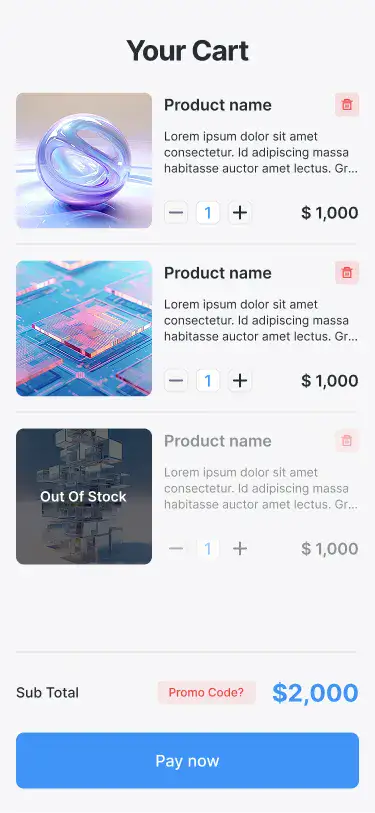 Your Cart
Product name
Lorem ipsum dolor sit amet
consectetur. Id adipiscing massa
habitasse auctor amet lectus. Gr...
1
$ 1,000
Product name
Lorem ipsum dolor sit amet
consectetur. Id adipiscing massa
habitasse auctor amet lectus. Gr...
1
$ 1,000
Out Of Stock
Product name
Lorem ipsum dolor sit amet
consectetur. Id adipiscing massa
habitasse auctor amet lectus. Gr...
1
$ 1,000
Sub Total
Promo Code?
$2,000
Pay now